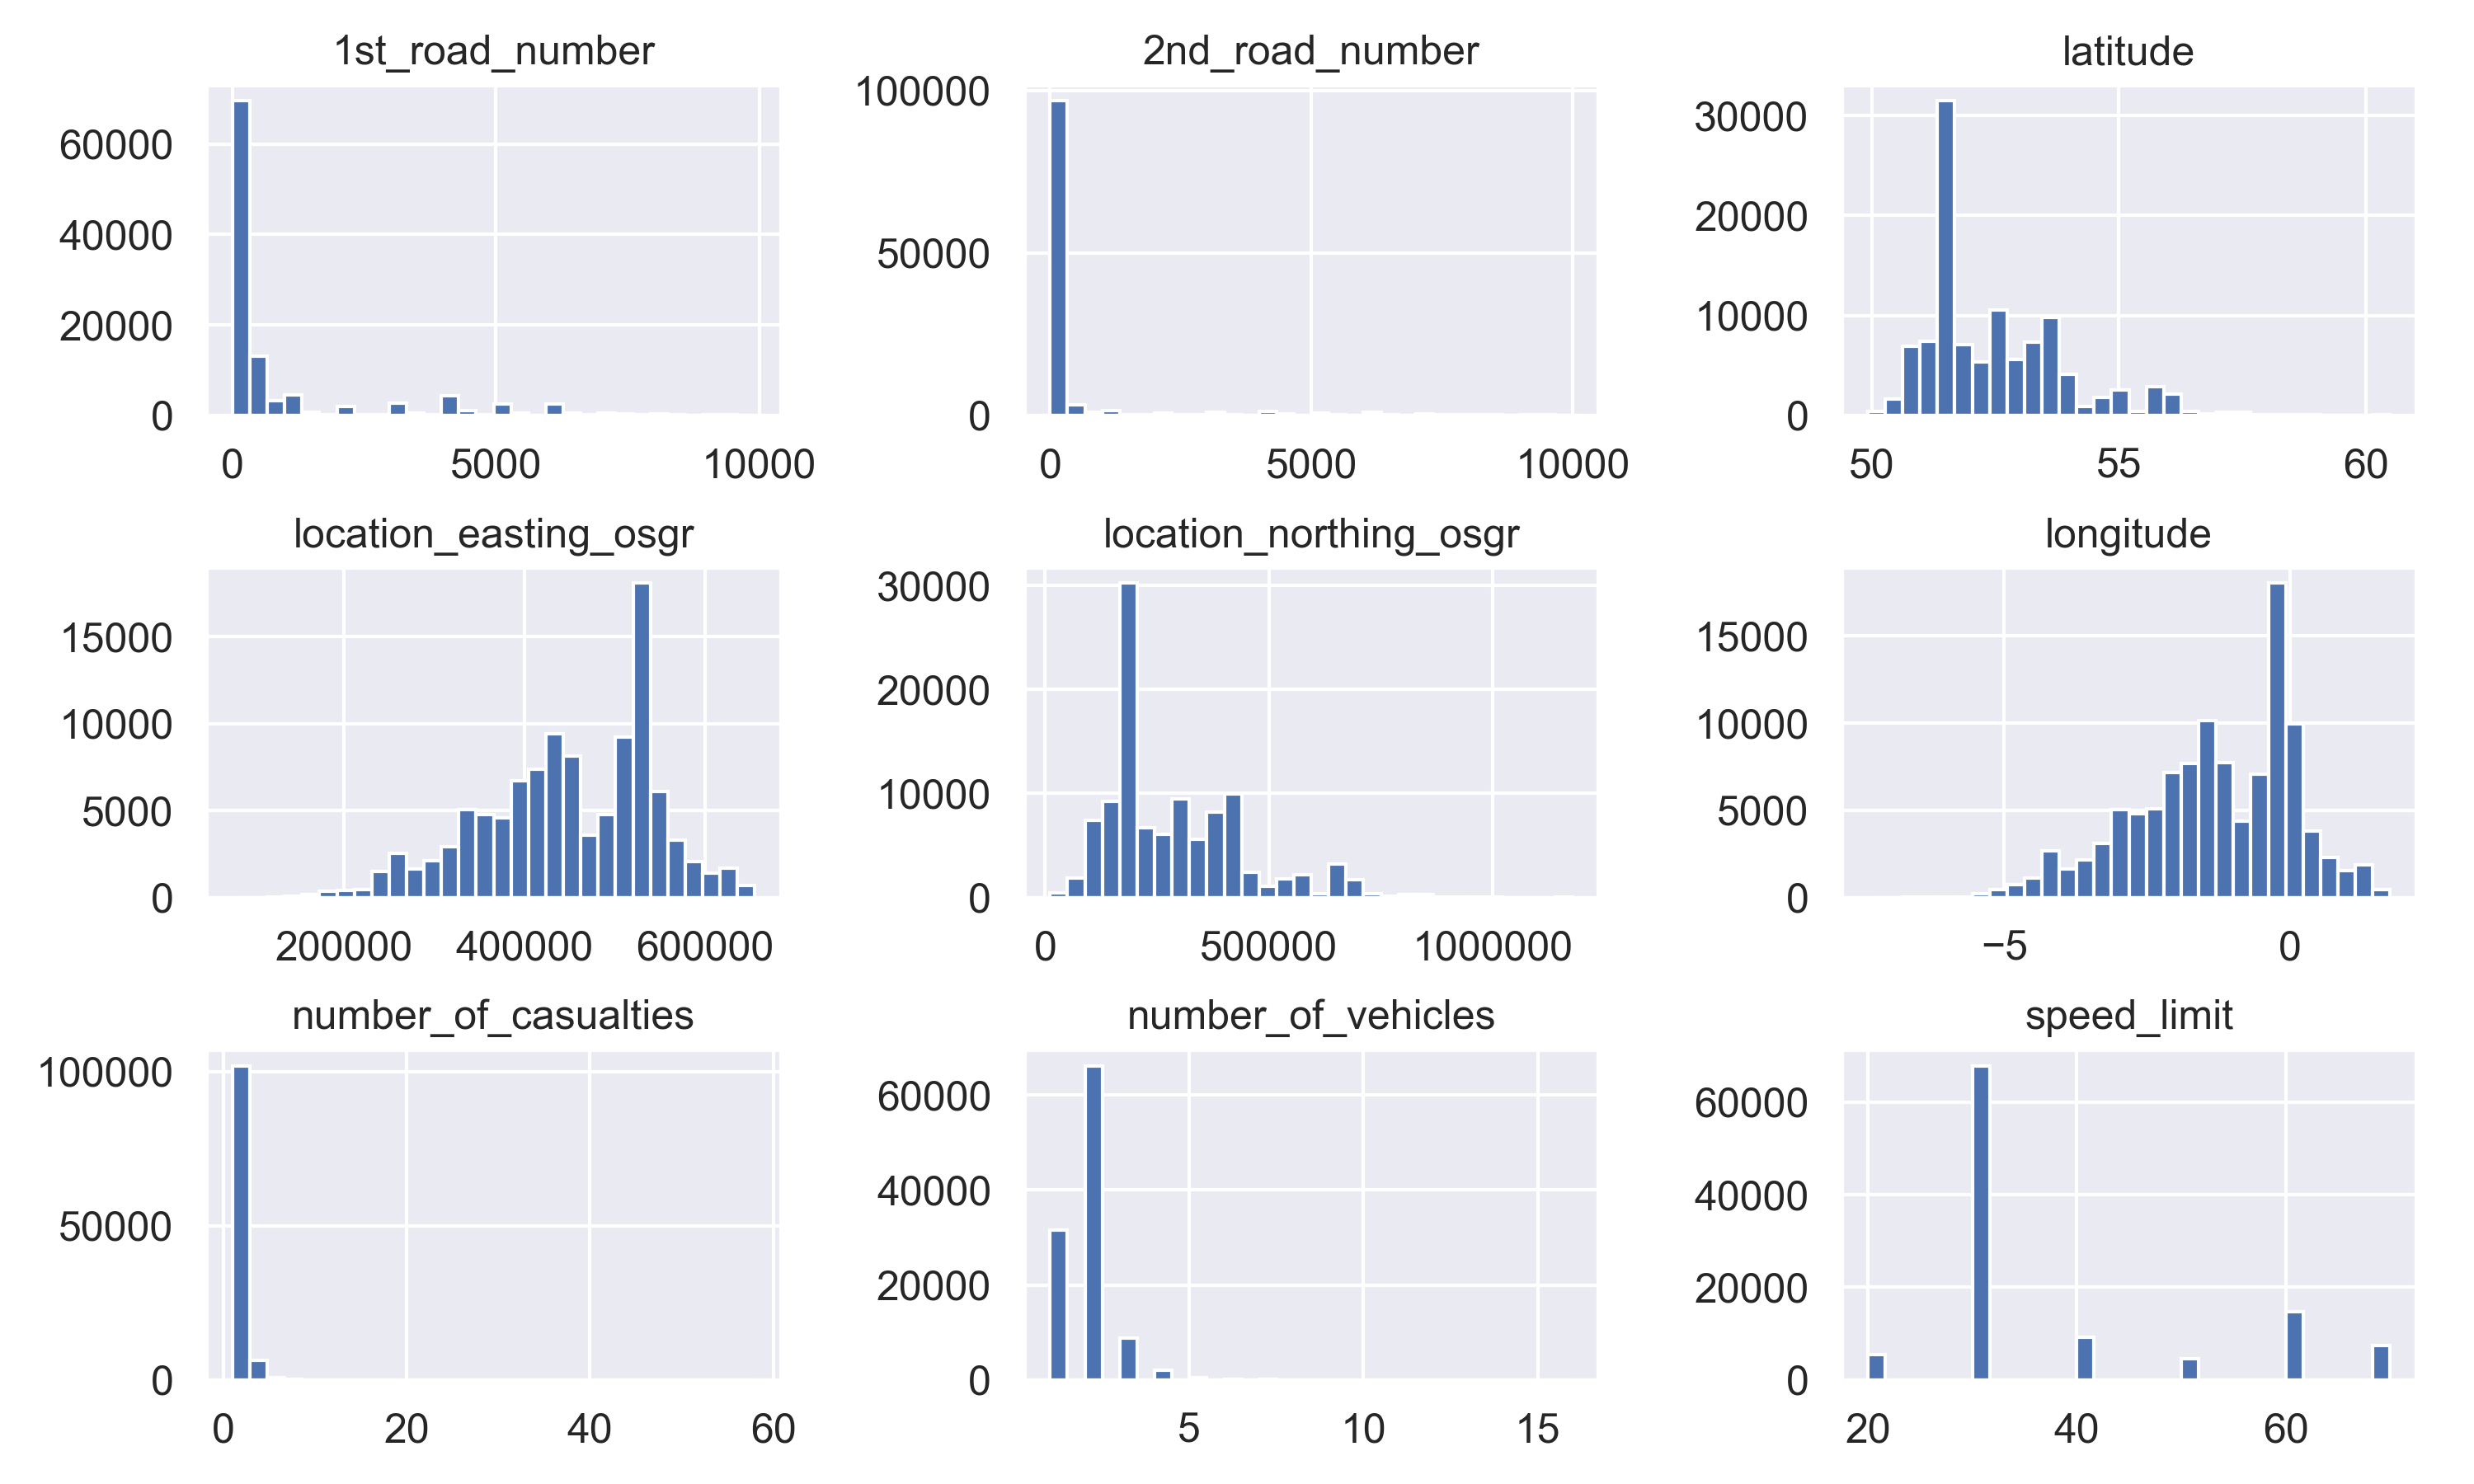 1st_road_number
2nd_road_number
latitude
60000
40000
20000
0
0 5000 10000
100000
50000
0
0 5000 10000
30000
20000
10000
0
50 55 60
location_easting_osgr
location_northing_osgr
longitude
15000
10000
5000
0
200000 400000 600000
30000
20000
10000
0
0 500000 1000000
15000
10000
5000
0
−5 0
number_of_casualties
number_of_vehicles
speed_limit
100000
50000
0
0 20 40 60
60000
40000
20000
0
5 10 15
60000
40000
20000
0
20 40 60